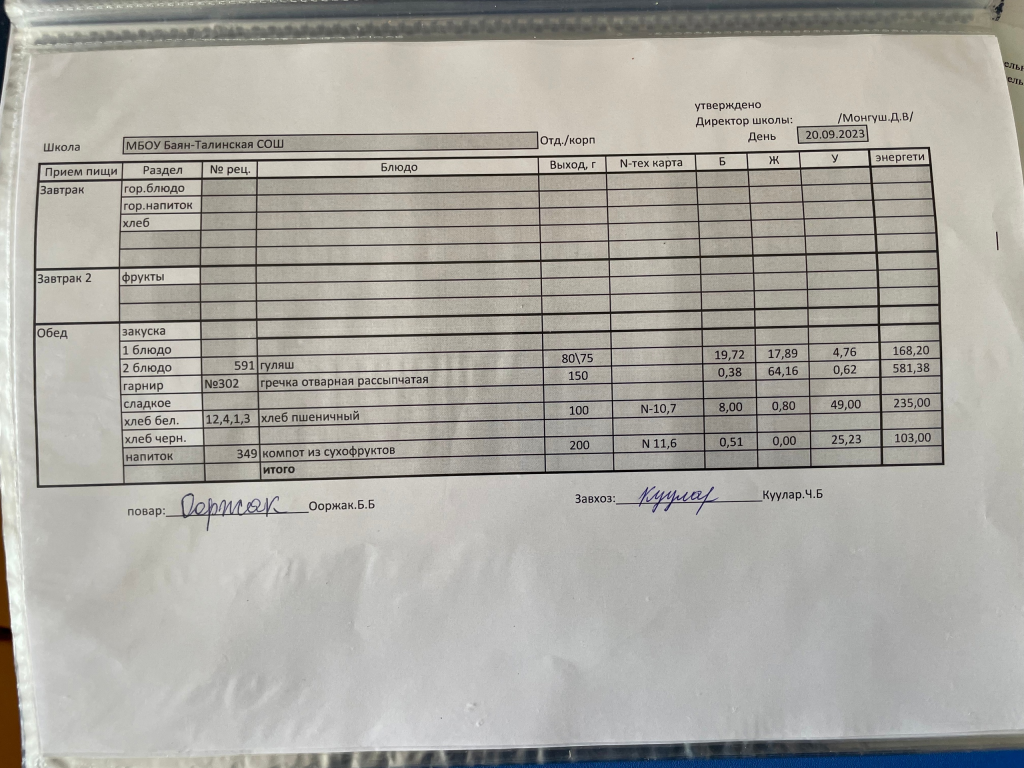 утверждено
Директор школы: /Монгуш.Д.В/
Школа МБОУ Баян-Талинская СОШ Отд./корп День 20.09.2023
Прием пищи Раздел № рец. Блюдо Выход, г N-тех карта Б Ж У энергети
Завтрак гор.блюдо
гор.напиток
хлеб
Завтрак 2 фрукты
Обед закуска
1 блюдо
2 блюдо 591 гуляш 80\75 19,72 17,89 4,76 168,20
гарнир №302 гречка отварная рассыпчатая 150 0,38 64,16 0,62 581,38
сладкое
хлеб бел. 12,4,1,3 хлеб пшеничный 100 N-10,7 8,00 0,80 49,00 235,00
хлеб черн.
напиток 349 компот из сухофруктов 200 N 11,6 0,51 0,00 25,23 103,00
итого
повар: Ооржак Ооржак.Б.Б Завхоз: Куулар Куулар.Ч.Б